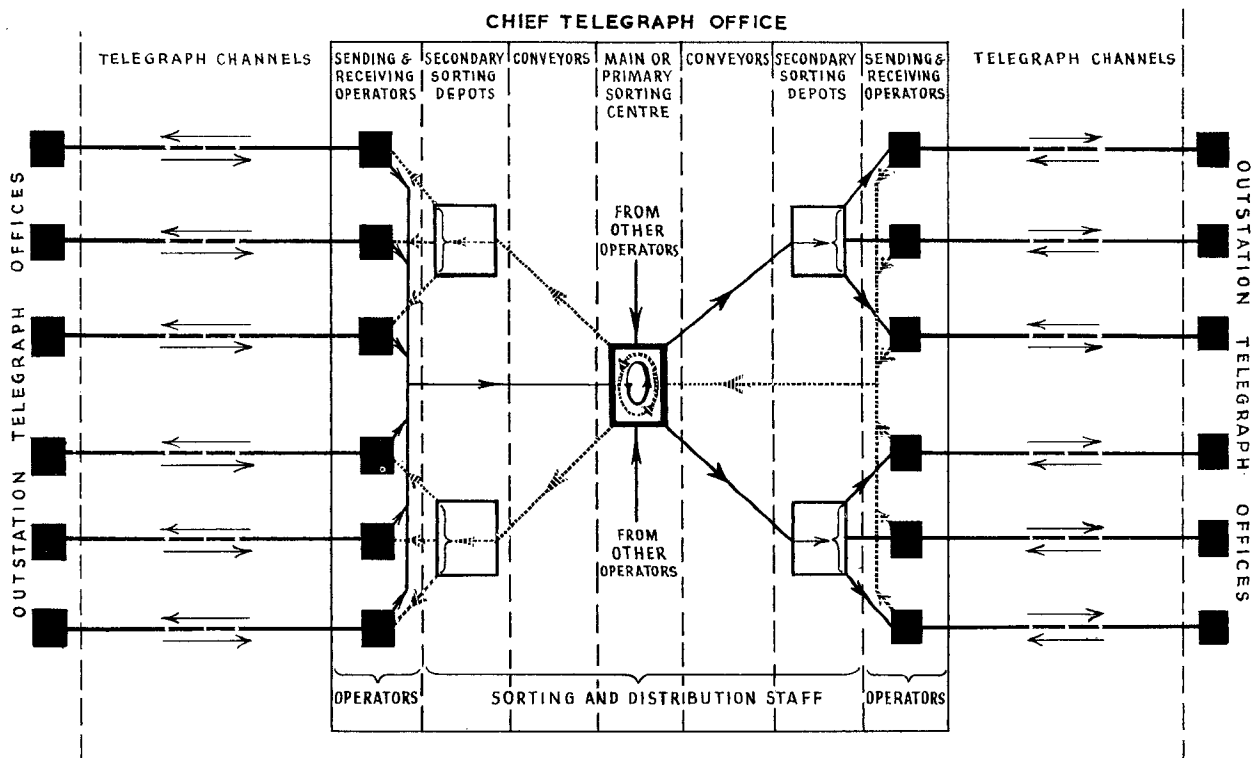 CHIEF TELEGRAPH OFFICE
TELEGRAPH CHANNELS
SENDING &
RECEIVING
OPERATORS
SECONDARY
SORTING
DEPOTS
CONVEYORS
MAIN OR
PRIMARY
SORTING
CENTRE
CONVEYORS
SECONDARY
SORTING
DEPOTS
SENDING &
RECEIVING
OPERATORS
TELEGRAPH CHANNELS
OUTSTATION TELEGRAPH OFFICES
FROM
OTHER
OPERATORS
FROM
OTHER
OPERATORS
OUTSTATION TELEGRAPH OFFICES
OPERATORS
SORTING AND DISTRIBUTION STAFF
OPERATORS